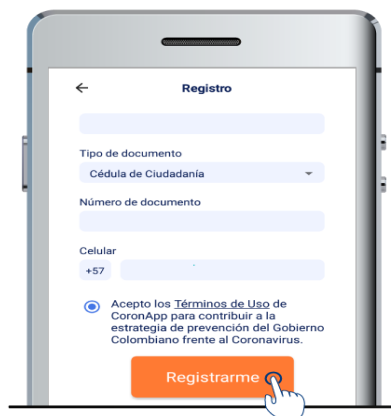 Registro
Tipo de documento
Cédula de Ciudadanía
Número de documento
Celular
+57
Acepto los Términos de Uso de
CoronApp para contribuir a la
estrategia de prevención del Gobierno
Colombiano frente al Coronavirus.
Registrarme